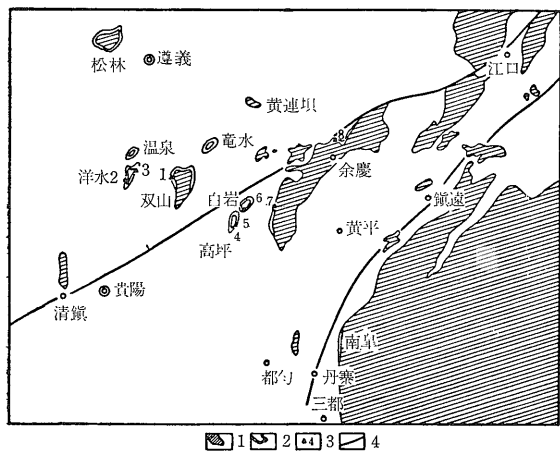 松林
遵義
江口
黄連坝
温泉
竜水
8
余慶
洋水2
3
1
双山
白岩
6
7
5
4
高坪
鎮遠
黄平
貴陽
清鎮
南皐
都匀
丹寨
三都
1
2
4
3
4